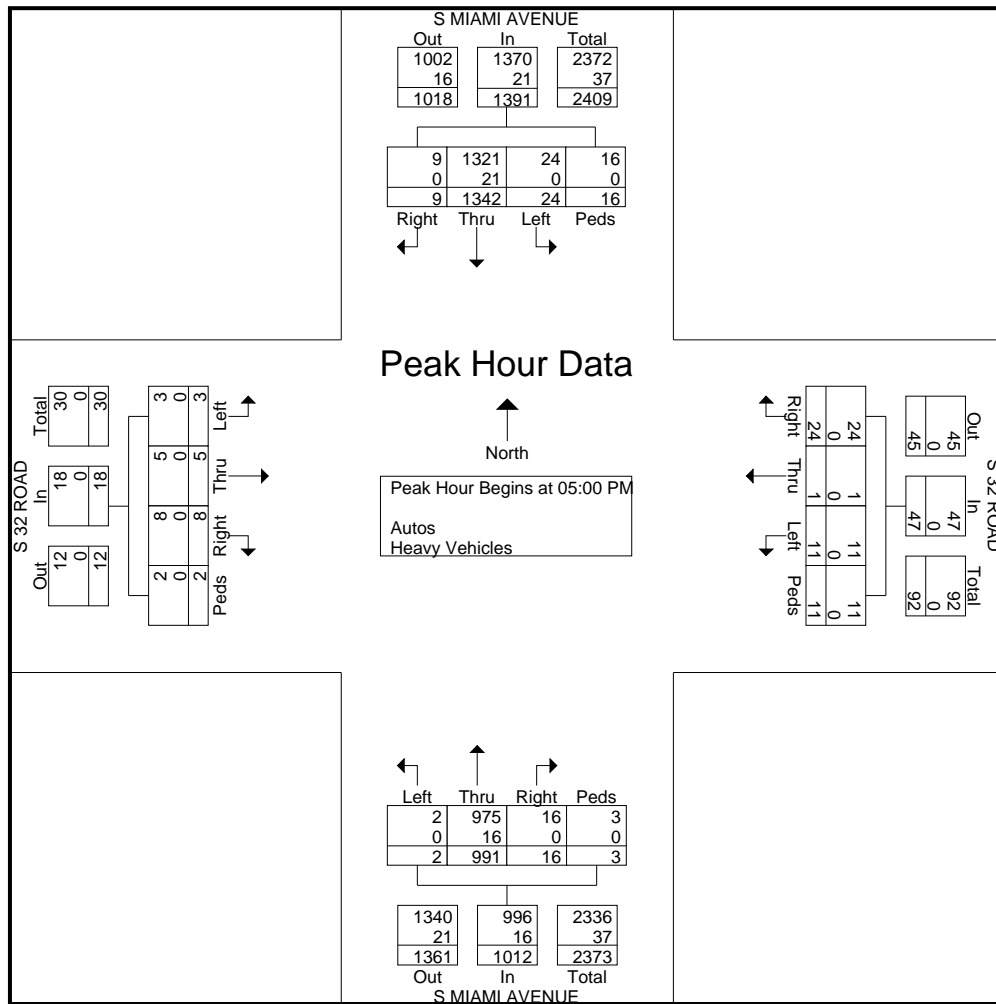 S MIAMI AVENUE
Out In Total
1002 1370 2372
16 21 37
1018 1391 2409
9 1321 24 16
0 21 0 0
9 1342 24 16
Right Thru Left Peds
Peak Hour Data
North
Peak Hour Begins at 05:00 PM
Autos
Heavy Vehicles
S 32 ROAD
Out In Total
12 18 30
0 0 0
12 18 30
2 8 5 3
0 0 0 0
2 8 5 3
Peds Right Thru Left
S 32 ROAD
Out In Total
45 47 92
0 0 0
45 47 92
24 1 11 11
0 0 0 0
24 1 11 11
Right Thru Left Peds
Left Thru Right Peds
2 975 16 3
0 16 0 0
2 991 16 3
1340 996 2336
21 16 37
1361 1012 2373
Out In Total
S MIAMI AVENUE